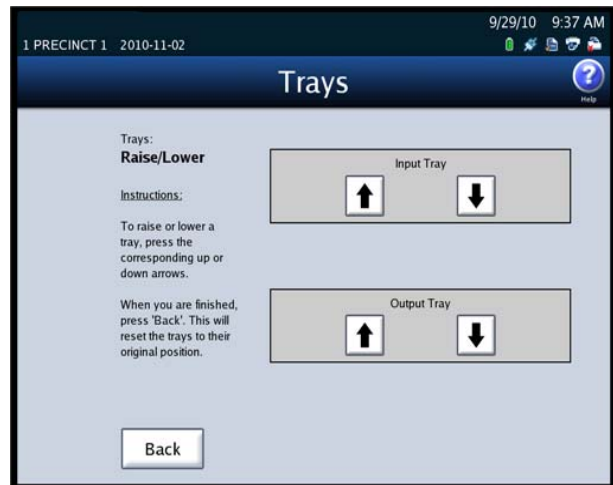 9/29/10 9:37 AM
1 PRECINCT 1 2010-11-02
Trays
Help
Trays:
Raise/Lower
Instructions:
To raise or lower a
tray, press the
corresponding up or
down arrows.
When you are finished,
press 'Back'. This will
reset the trays to their
original position.
Input Tray
Output Tray
Back